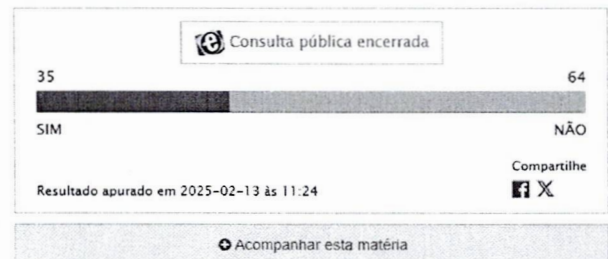 Consulta pública encerrada
35 64
SIM NÃO
Compartilhe
Resultado apurado em 2025-02-13 às 11:24
Acompanhar esta matéria